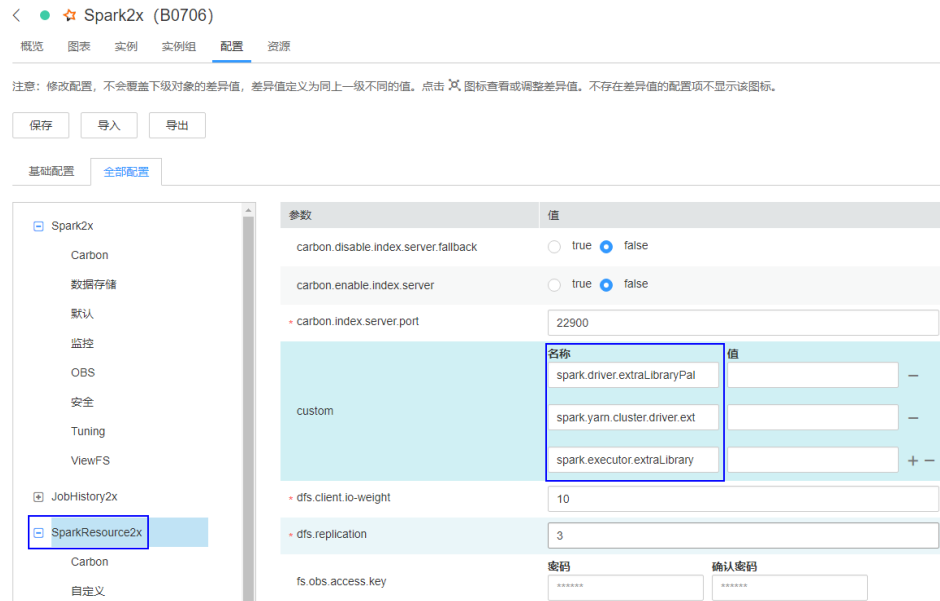 Spark2x（B0706）
概览 图表 实例 实例组 配置 资源
注意：修改配置，不会覆盖下级对象的差异值，差异值定义为同上一级不同的值。点击 图标查看或调整差异值。不存在差异值的配置项不显示该图标。
保存 导入 导出
基础配置 全部配置
Spark2x
Carbon
数据存储
默认
监控
OBS
安全
Tuning
ViewFS
JobHistory2x
SparkResource2x
Carbon
自定义
参数 值
carbon.disable.index.server.fallback true false
carbon.enable.index.server true false
* carbon.index.server.port 22900
custom
名称 值
spark.driver.extraLibraryPal
spark.yarn.cluster.driver.ext
spark.executor.extraLibrary
* dfs.client.io-weight 10
* dfs.replication 3
fs.obs.access.key
密码 确认密码
****** ******